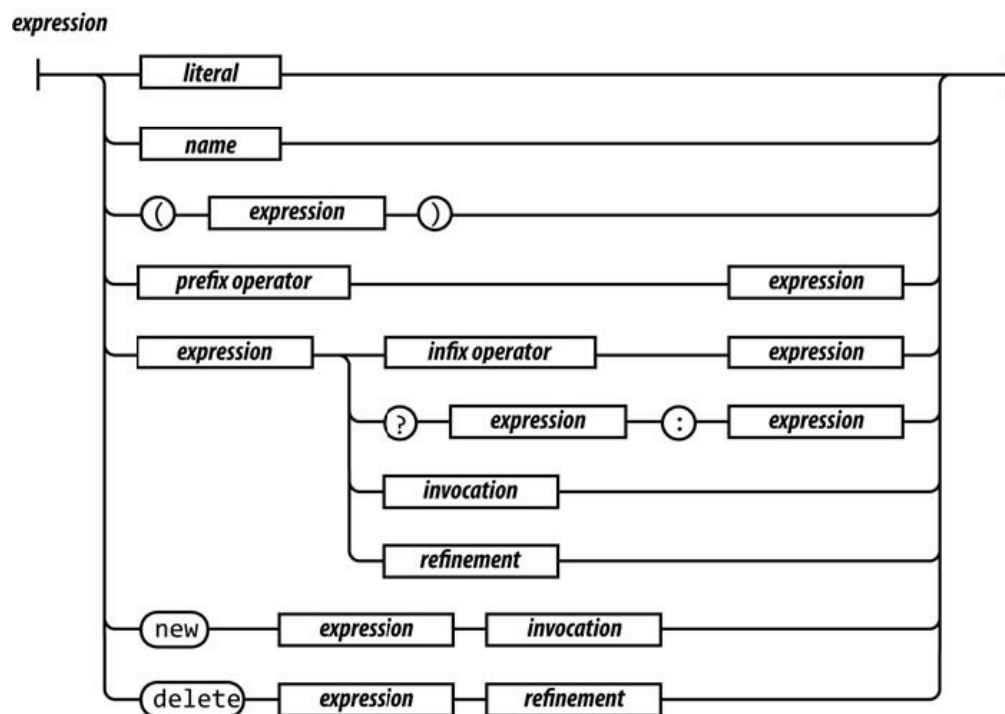 expression
literal
name
( expression )
prefix operator expression
expression infix operator expression
? expression : expression
invocation
refinement
new expression invocation
delete expression refinement